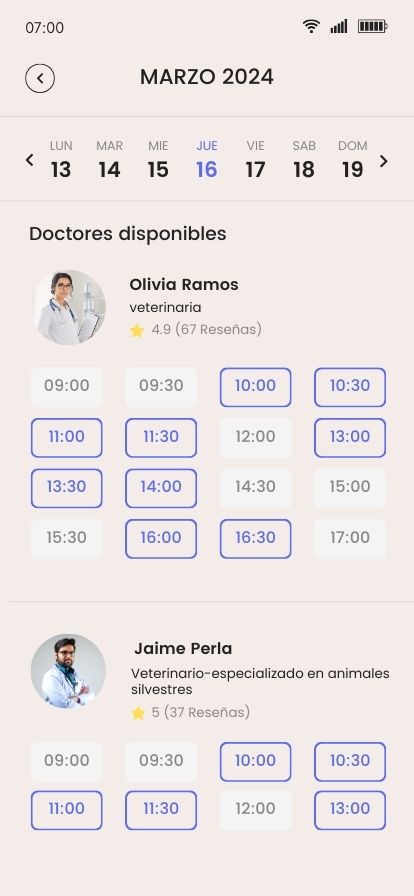 07:00
MARZO 2024
LUN MAR MIE JUE VIE SAB DOM
13 14 15 16 17 18 19
Doctores disponibles
Olivia Ramos
veterinaria
4.9 (67 Reseñas)
09:00 09:30 10:00 10:30
11:00 11:30 12:00 13:00
13:30 14:00 14:30 15:00
15:30 16:00 16:30 17:00
Jaime Perla
Veterinario-especializado en animales
silvestres
5 (37 Reseñas)
09:00 09:30 10:00 10:30
11:00 11:30 12:00 13:00